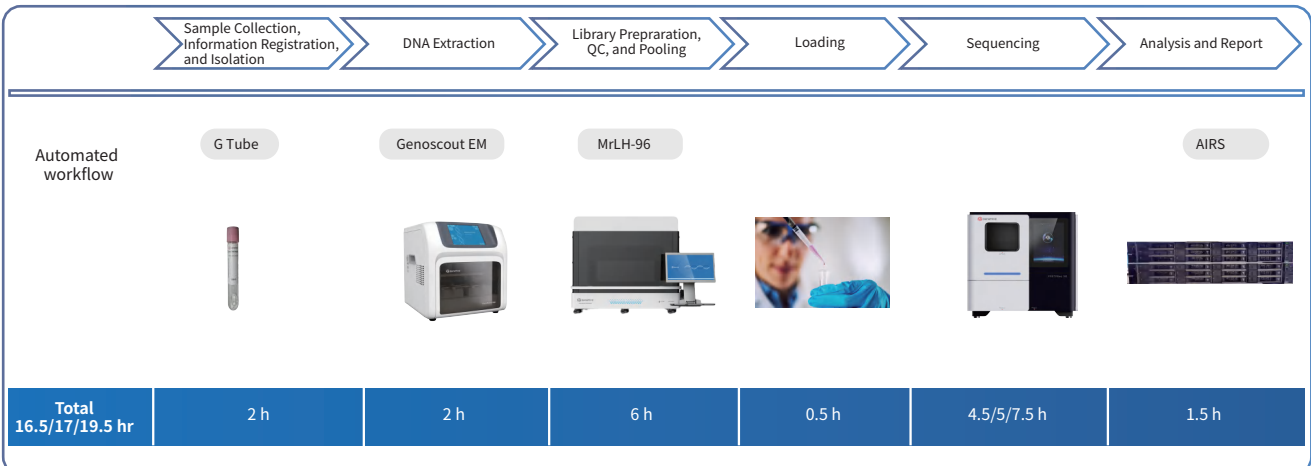 Sample Collection,
Information Registration,
and Isolation
DNA Extraction
Library Prepraration,
QC, and Pooling
Loading
Sequencing
Analysis and Report
Automated
workflow
G Tube
Genoscout EM
MrLH-96
AIRS
Total
16.5/17/19.5 hr
2 h
2 h
6 h
0.5 h
4.5/5/7.5 h
1.5 h